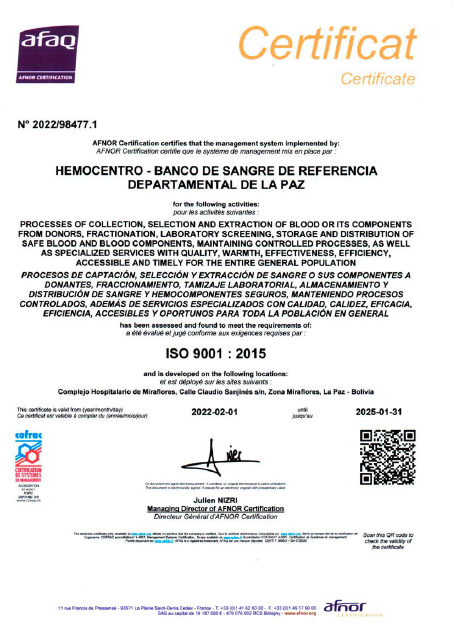 afaq
AFNOR CERTIFICATION
Certificat
Certificate
N° 2022/98477.1
AFNOR Certification certifies that the management system implemented by:
AFNOR Certification certifie que le système de management mis en place par :
HEMOCENTRO - BANCO DE SANGRE DE REFERENCIA
DEPARTAMENTAL DE LA PAZ
for the following activities:
pour les activités suivantes :
PROCESSES OF COLLECTION, SELECTION AND EXTRACTION OF BLOOD OR ITS COMPONENTS
FROM DONORS, FRACTIONATION, LABORATORY SCREENING, STORAGE AND DISTRIBUTION OF
SAFE BLOOD AND BLOOD COMPONENTS, MAINTAINING CONTROLLED PROCESSES, AS WELL
AS SPECIALIZED SERVICES WITH QUALITY, WARMTH, EFFECTIVENESS, EFFICIENCY,
ACCESSIBLE AND TIMELY FOR THE ENTIRE GENERAL POPULATION
PROCESOS DE CAPTACIÓN, SELECCIÓN Y EXTRACCIÓN DE SANGRE O SUS COMPONENTES A
DONANTES, FRACCIONAMIENTO, TAMIZAJE LABORATORIAL, ALMACENAMIENTO Y
DISTRIBUCIÓN DE SANGRE Y HEMOCOMPONENTES SEGUROS, MANTENIENDO PROCESOS
CONTROLADOS, ADEMÁS DE SERVICIOS ESPECIALIZADOS CON CALIDAD, CALIDEZ, EFICACIA,
EFICIENCIA, ACCESIBLES Y OPORTUNOS PARA TODA LA POBLACIÓN EN GENERAL
has been assessed and found to meet the requirements of:
a été évalué et jugé conforme aux exigences requises par :
ISO 9001 : 2015
and is developed on the following locations:
et est déployé sur les sites suivants :
Complejo Hospitalario de Miraflores, Calle Claudio Sanjinés s/n, Zona Miraflores, La Paz - Bolivia
This certificate is valid from (year/month/day)
Ce certificat est valable à compter du (année/mois/jour)
2022-02-01
until
jusqu'au
2025-01-31
cofrac
CERTIFICATION
DE SYSTEMES
DE MANAGEMENT
Julien NIZRI
Managing Director of AFNOR Certification
Directeur Général d'AFNOR Certification
Scan this QR code to
check the validity of
the certificate
11 rue Francis de Pressensé - 93571 La Plaine Saint-Denis Cedex - France - T. +33 (0)1 41 62 80 00 - F. +33 (0)1 49 17 90 00
SAS au capital de 18 187 000 € - 479 076 002 RCS Bobigny - www.afnor.org
afnor
CERTIFICATION